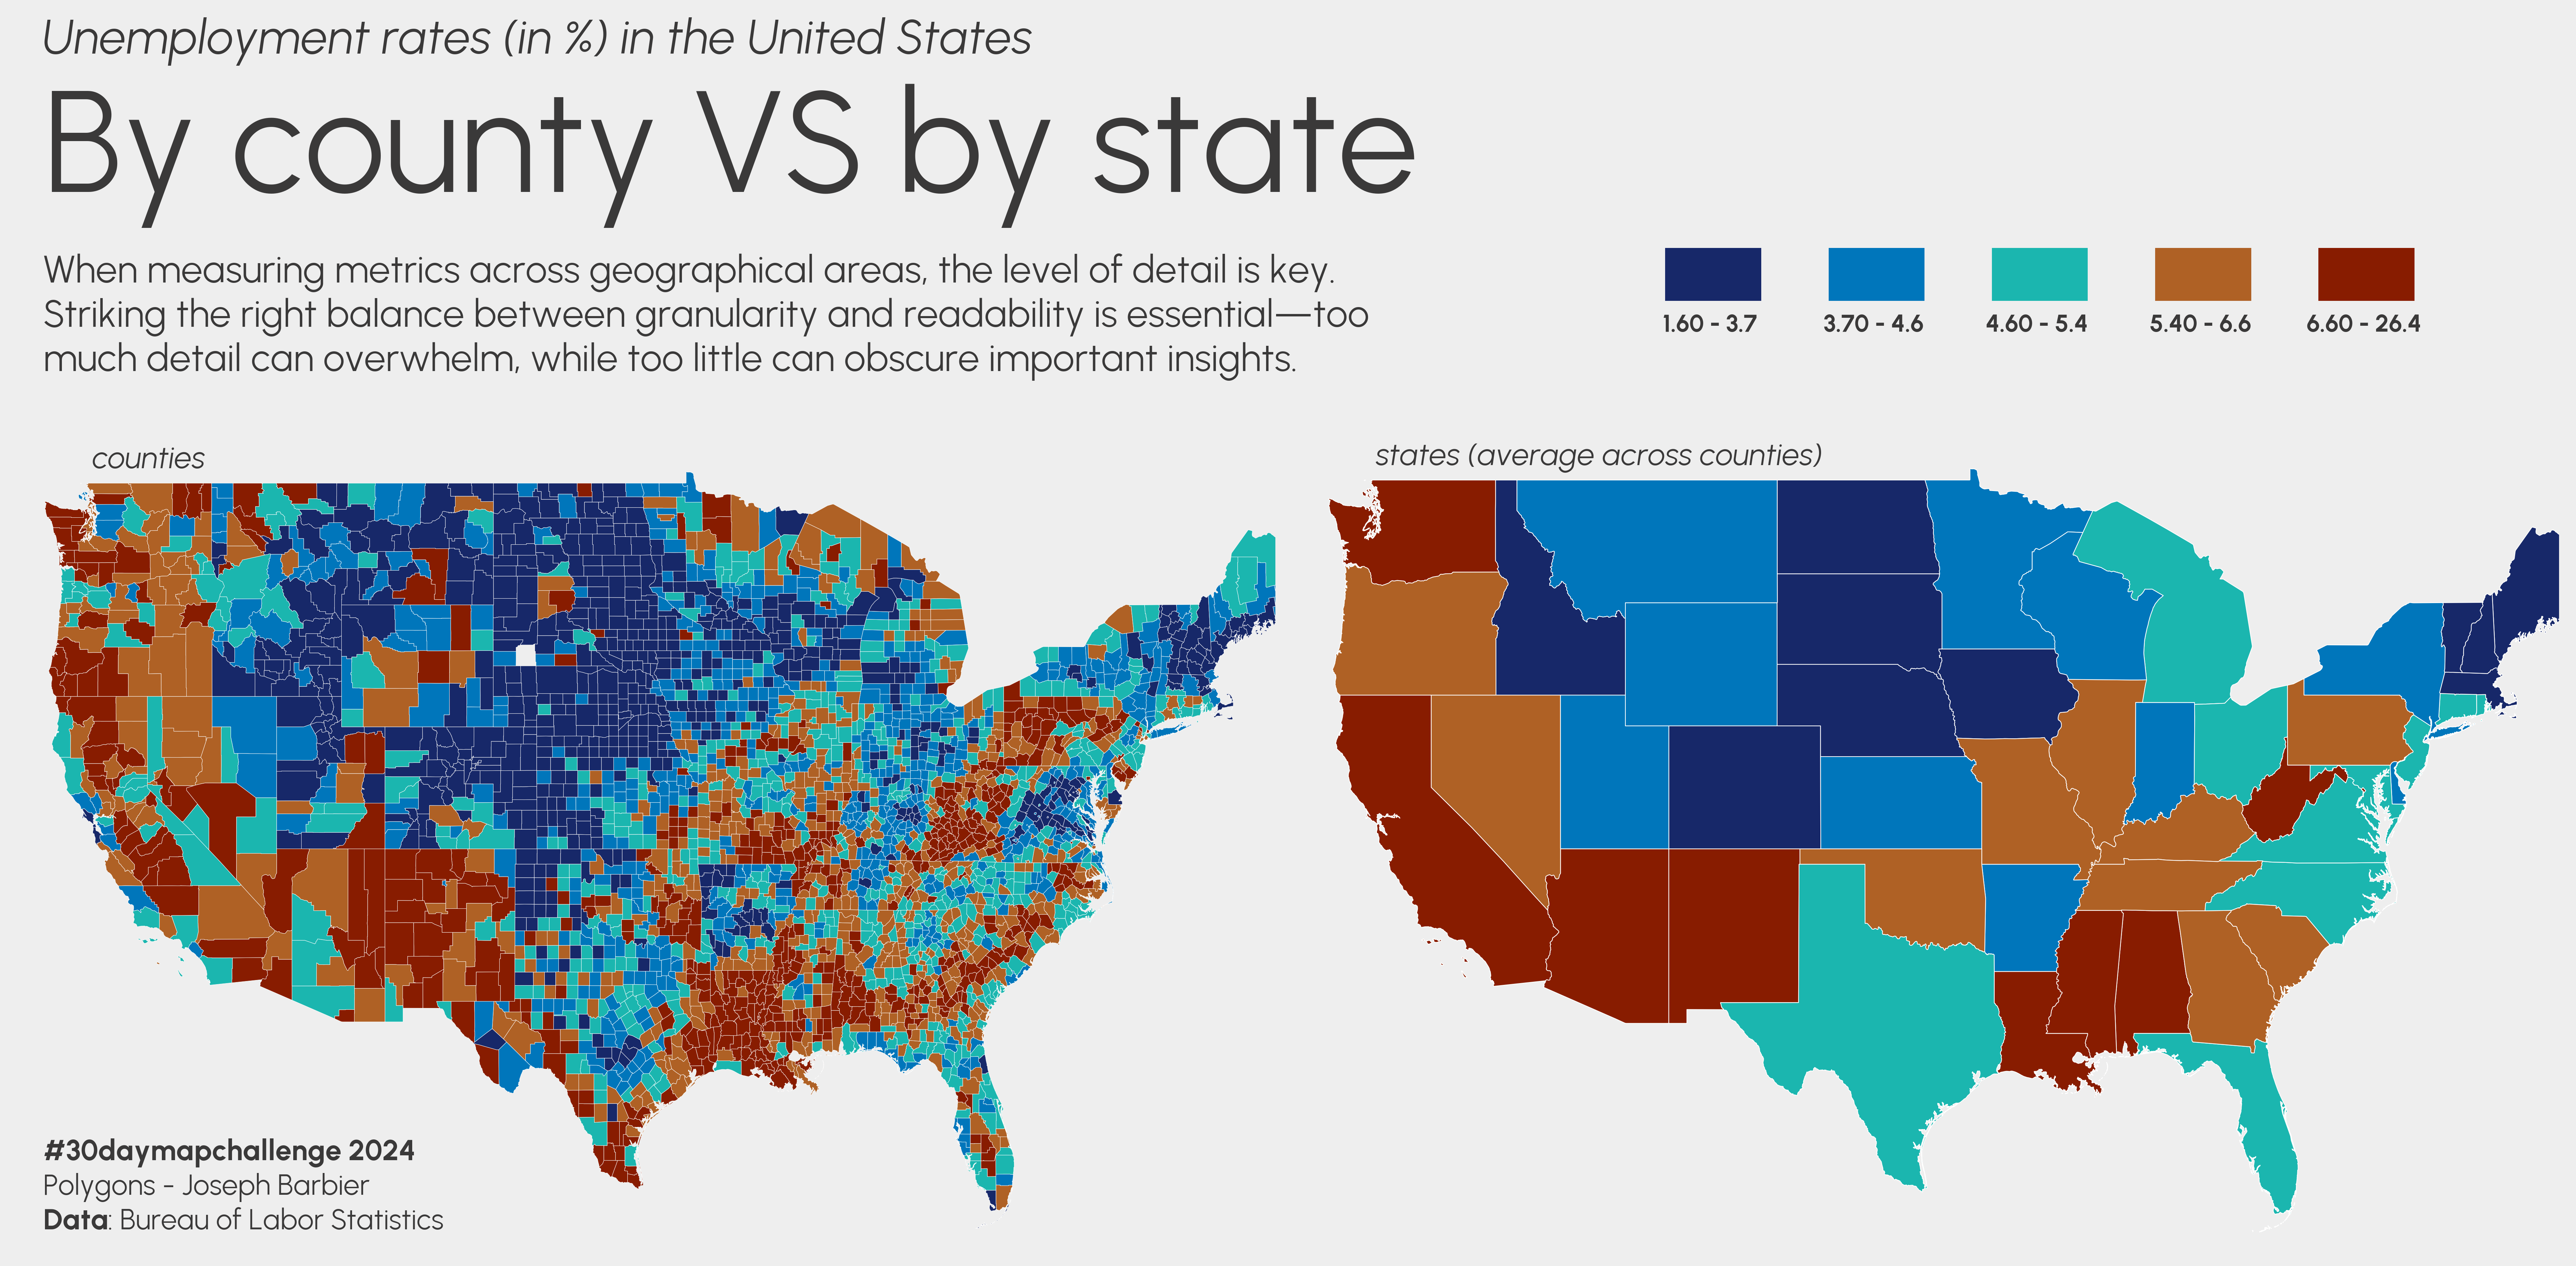 Unemployment rates (in %) in the United States
By county VS by state
When measuring metrics across geographical areas, the level of detail is key.
Striking the right balance between granularity and readability is essential—too
much detail can overwhelm, while too little can obscure important insights.
1.60 - 3.7
3.70 - 4.6
4.60 - 5.4
5.40 - 6.6
6.60 - 26.4
counties
states (average across counties)
#30daymapchallenge 2024
Polygons - Joseph Barbier
Data: Bureau of Labor Statistics